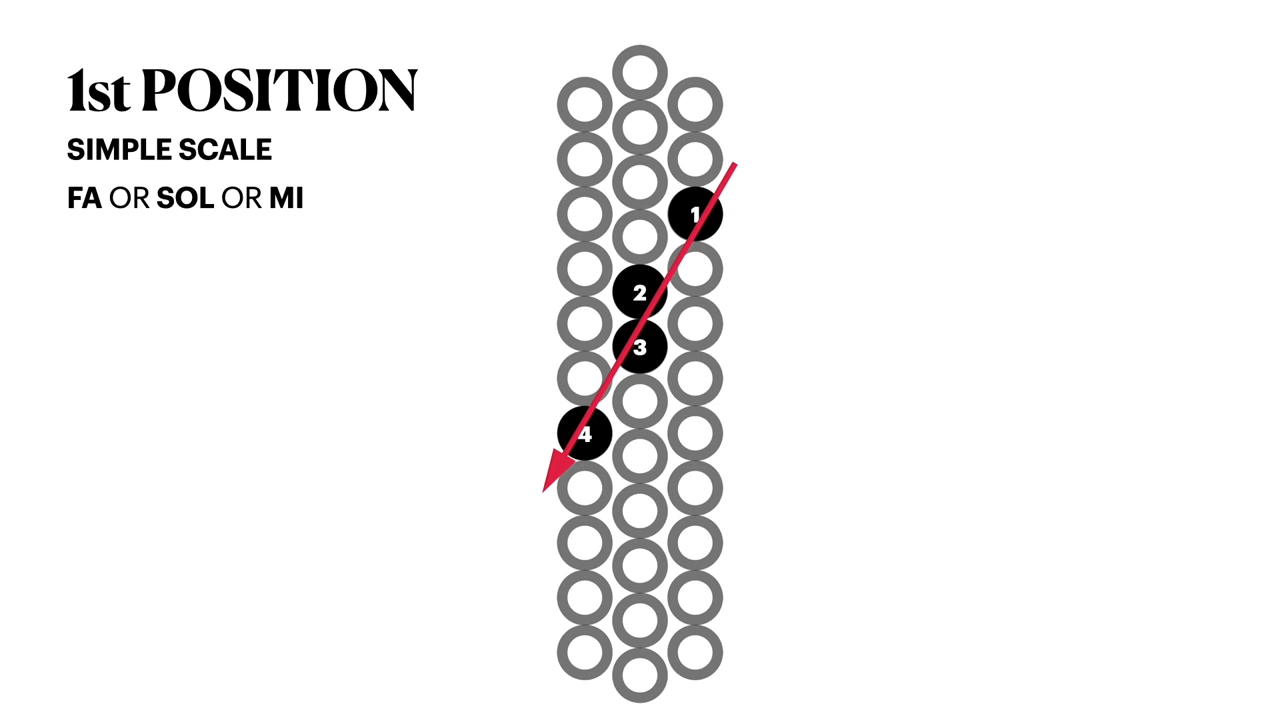 1st POSITION
SIMPLE SCALE
FA OR SOL OR MI
1
2
3
4